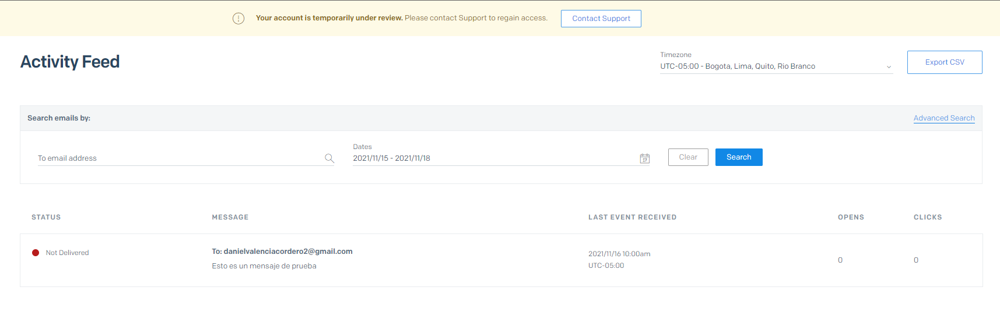 Your account is temporarily under review. Please contact Support to regain access. Contact Support
Activity Feed
Timezone
UTC-05:00 - Bogota, Lima, Quito, Rio Branco
Export CSV
Search emails by:
Advanced Search
To email address
Dates
2021/11/15 - 2021/11/18
17
Clear
Search
STATUS MESSAGE LAST EVENT RECEIVED OPENS CLICKS
Not Delivered
To: danielvalenciacordero2@gmail.com
Esto es un mensaje de prueba
2021/11/16 10:00am
UTC-05:00
0
0